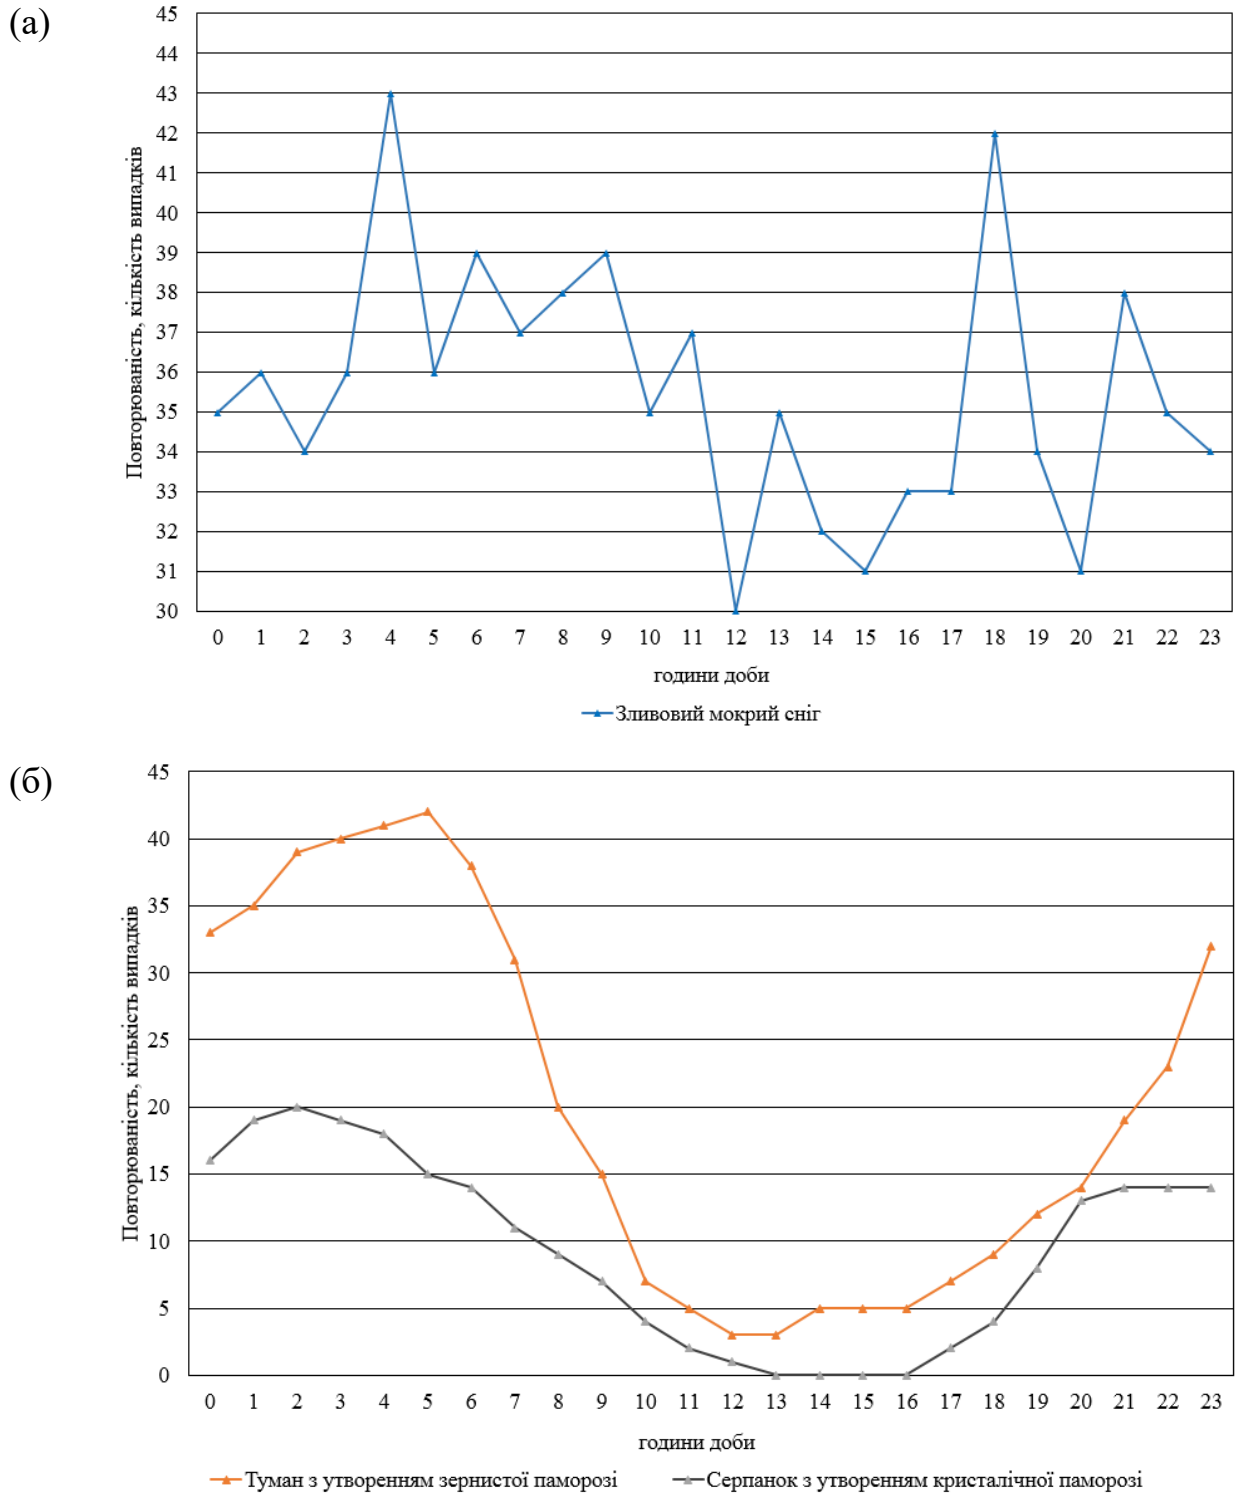 (а)
45
44
43
42
41
40
39
38
37
36
35
34
33
32
31
30
Повторюваність, кількість випадків
0 1 2 3 4 5 6 7 8 9 10 11 12 13 14 15 16 17 18 19 20 21 22 23
години доби
Зливовий мокрий сніг
(б)
45
40
35
30
25
20
15
10
5
0
Повторюваність, кількість випадків
0 1 2 3 4 5 6 7 8 9 10 11 12 13 14 15 16 17 18 19 20 21 22 23
години доби
Туман з утворенням зернистої паморозі Серпанок з утворенням кристалічної паморозі